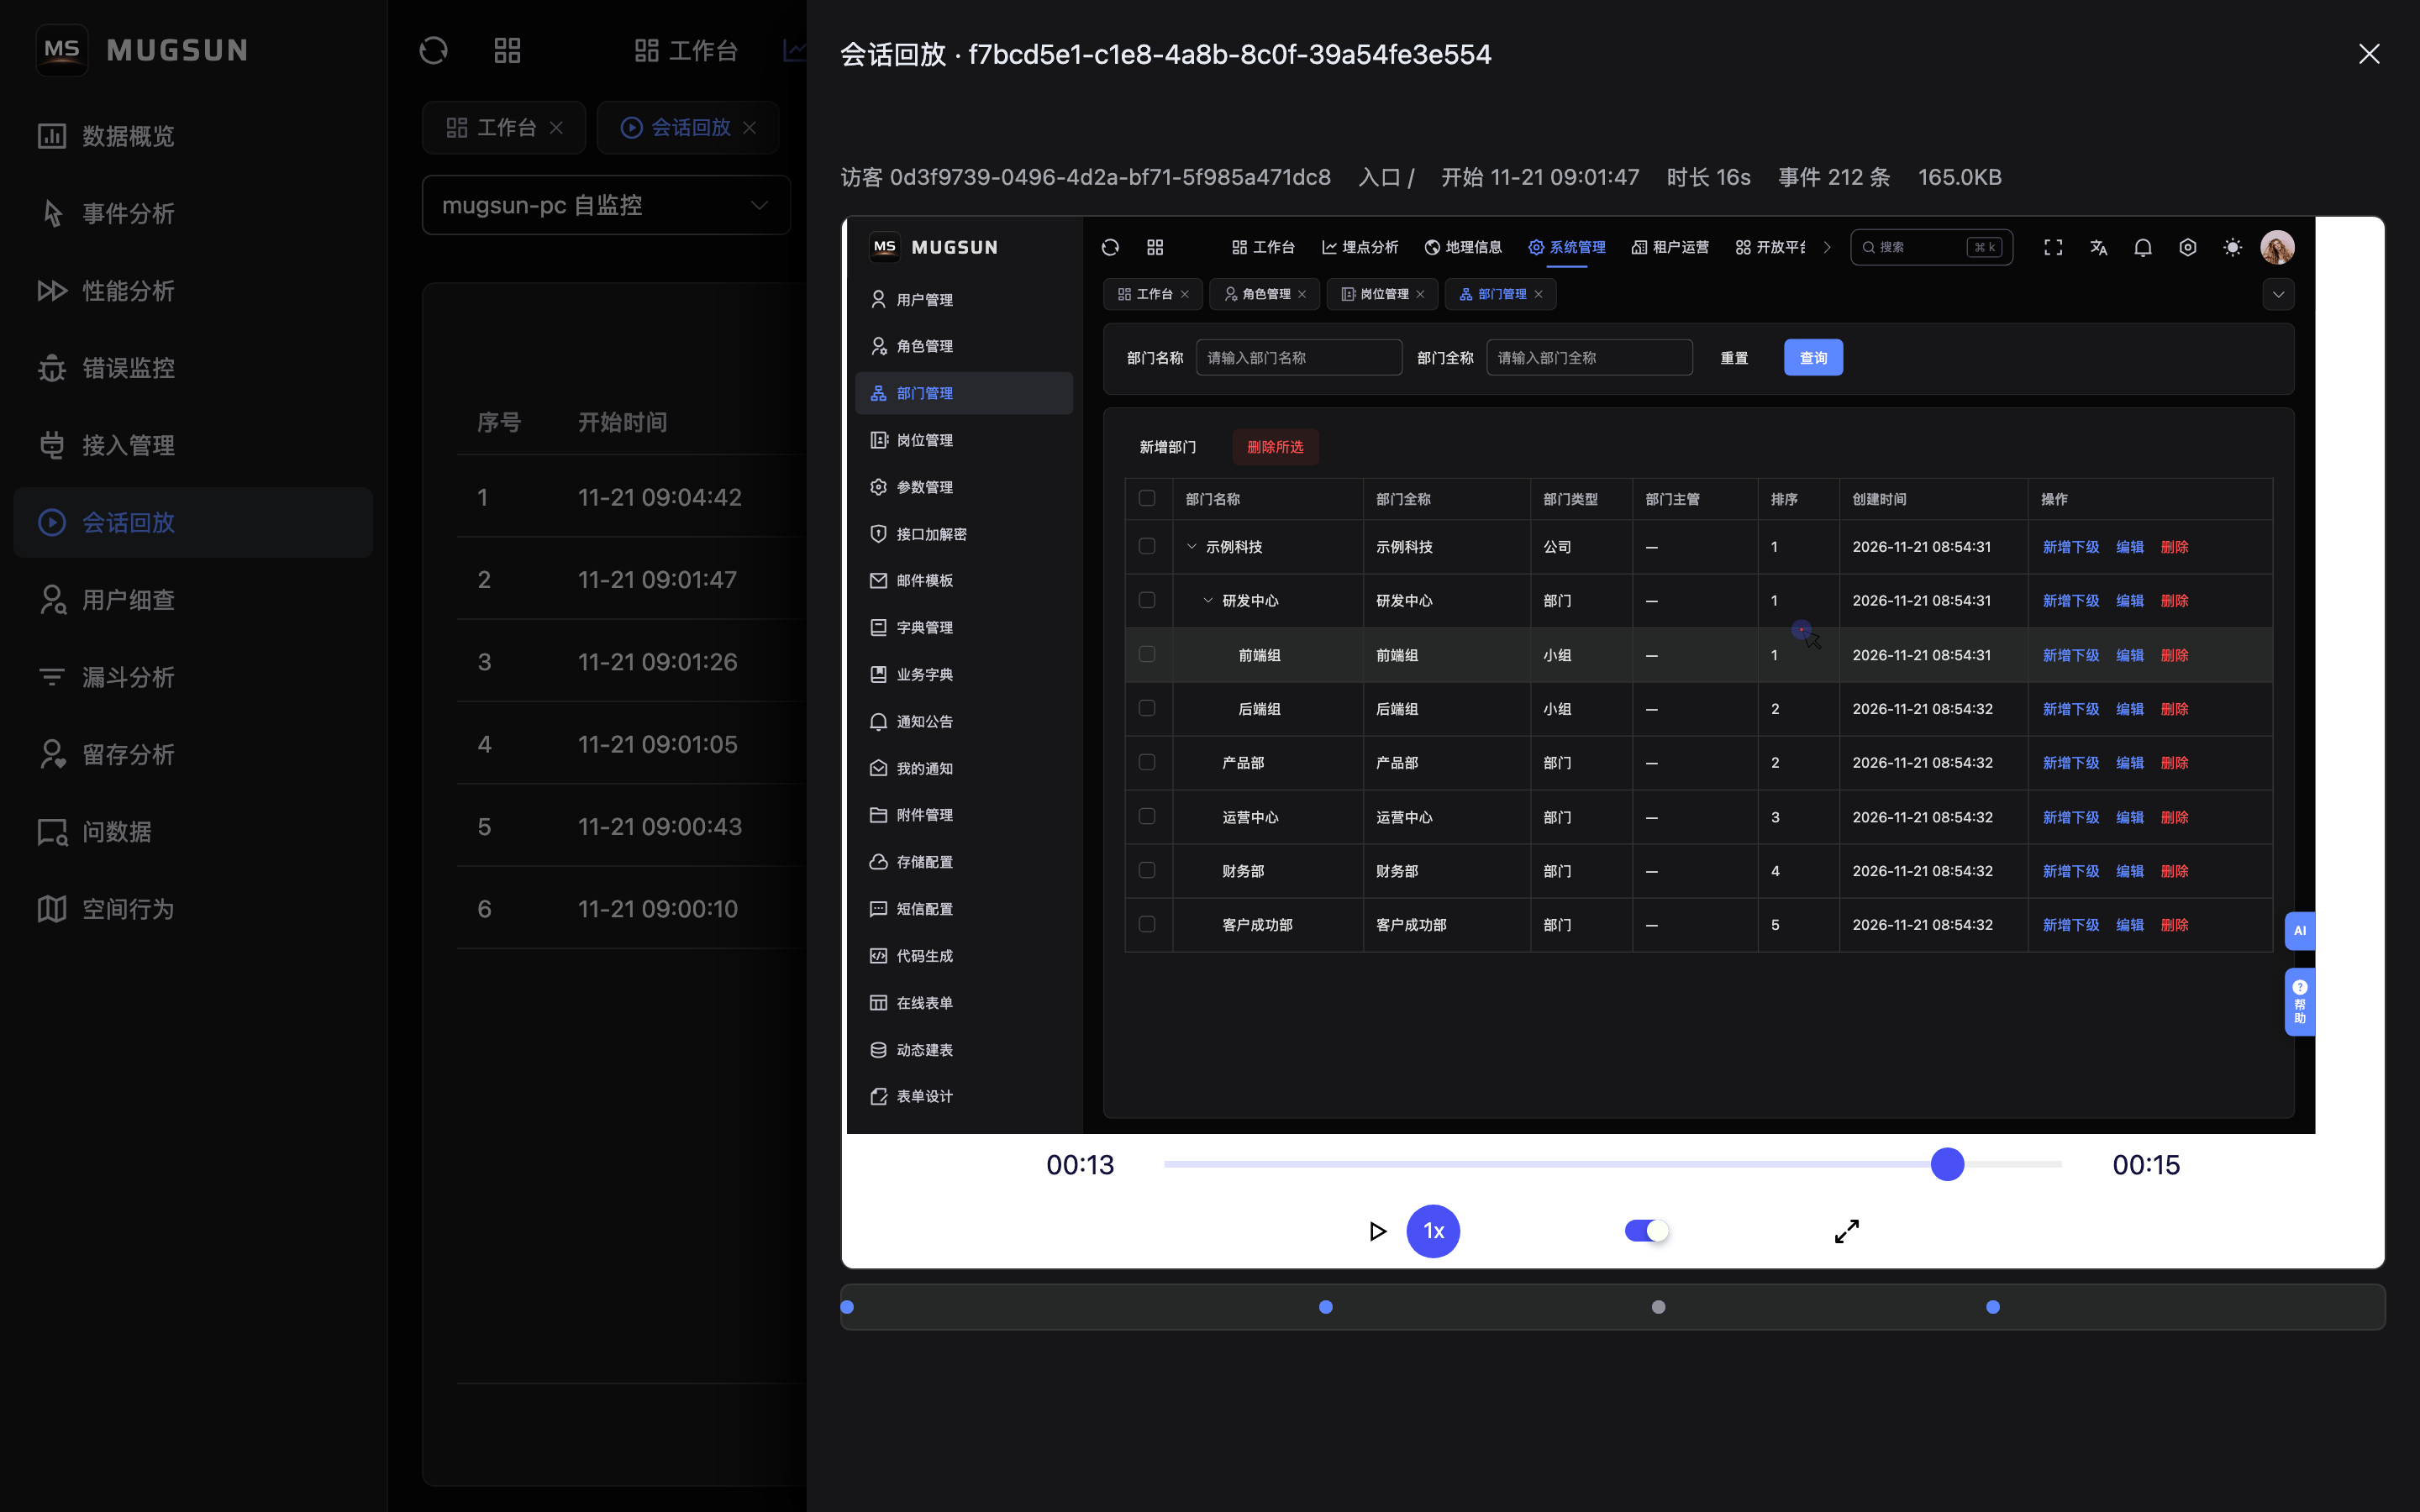 MS MUGSUN
数据概览
事件分析
性能分析
错误监控
接入管理
会话回放
用户细查
漏斗分析
留存分析
问数据
空间行为
工作台
工作台 会话回放
mugsun-pc 自监控
序号 开始时间
1 11-21 09:04:42
2 11-21 09:01:47
3 11-21 09:01:26
4 11-21 09:01:05
5 11-21 09:00:43
6 11-21 09:00:10
会话回放 · f7bcd5e1-c1e8-4a8b-8c0f-39a54fe3e554
访客 0d3f9739-0496-4d2a-bf71-5f985a471dc8 入口 / 开始 11-21 09:01:47 时长 16s 事件 212 条 165.0KB
MS MUGSUN
用户管理
角色管理
部门管理
岗位管理
参数管理
接口加解密
邮件模板
字典管理
业务字典
通知公告
我的通知
附件管理
存储配置
短信配置
代码生成
在线表单
动态建表
表单设计
工作台 埋点分析 地理信息 系统管理 租户运营 开放平 搜索 ⌘ k
工作台 角色管理 岗位管理 部门管理
部门名称 请输入部门名称 部门全称 请输入部门全称 重置 查询
新增部门 删除所选
部门名称 部门全称 部门类型 部门主管 排序 创建时间 操作
示例科技 示例科技 公司 — 1 2026-11-21 08:54:31 新增下级 编辑 删除
研发中心 研发中心 部门 — 1 2026-11-21 08:54:31 新增下级 编辑 删除
前端组 前端组 小组 — 1 2026-11-21 08:54:31 新增下级 编辑 删除
后端组 后端组 小组 — 2 2026-11-21 08:54:32 新增下级 编辑 删除
产品部 产品部 部门 — 2 2026-11-21 08:54:32 新增下级 编辑 删除
运营中心 运营中心 部门 — 3 2026-11-21 08:54:32 新增下级 编辑 删除
财务部 财务部 部门 — 4 2026-11-21 08:54:32 新增下级 编辑 删除
客户成功部 客户成功部 部门 — 5 2026-11-21 08:54:32 新增下级 编辑 删除
AI
帮助
00:13 00:15
1x